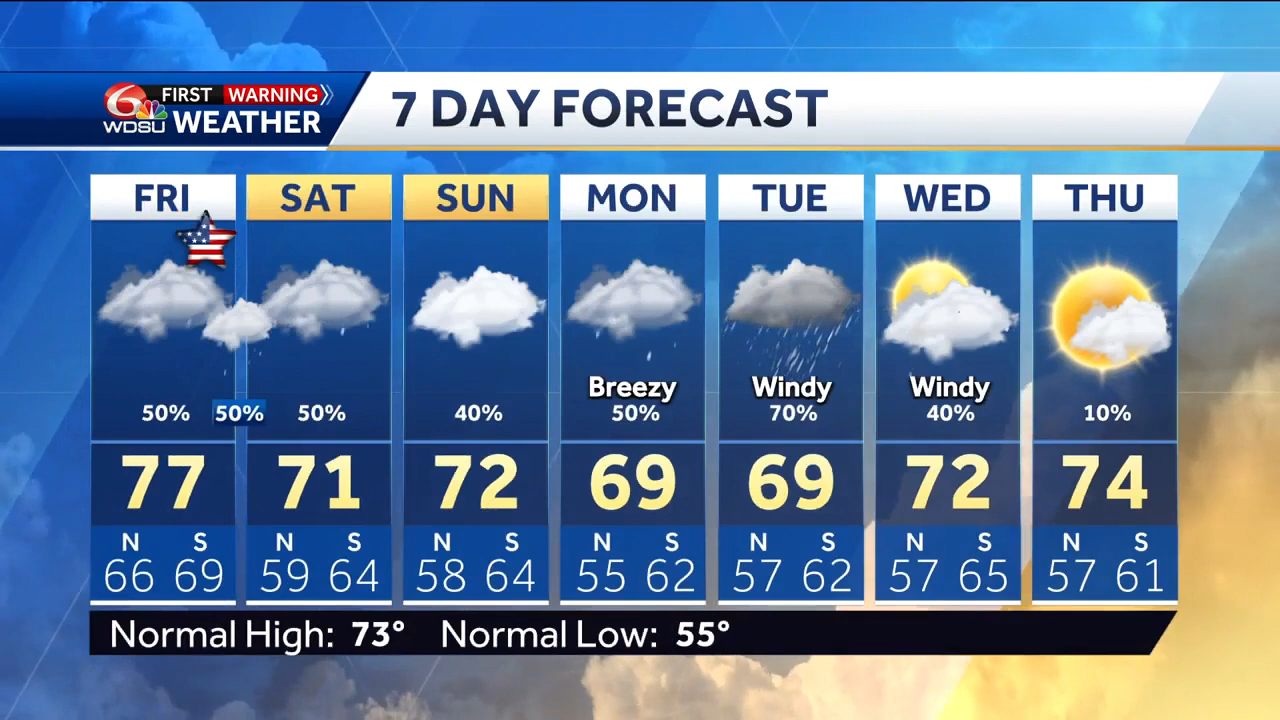 6 FIRST WARNING
WDSU WEATHER
7 DAY FORECAST
FRI SAT SUN MON TUE WED THU
Breezy Windy Windy
50% 50% 50% 40% 50% 70% 40% 10%
77 71 72 69 69 72 74
N S N S N S N S N S N S N S
66 69 59 64 58 64 55 62 57 62 57 65 57 61
Normal High: 73° Normal Low: 55°